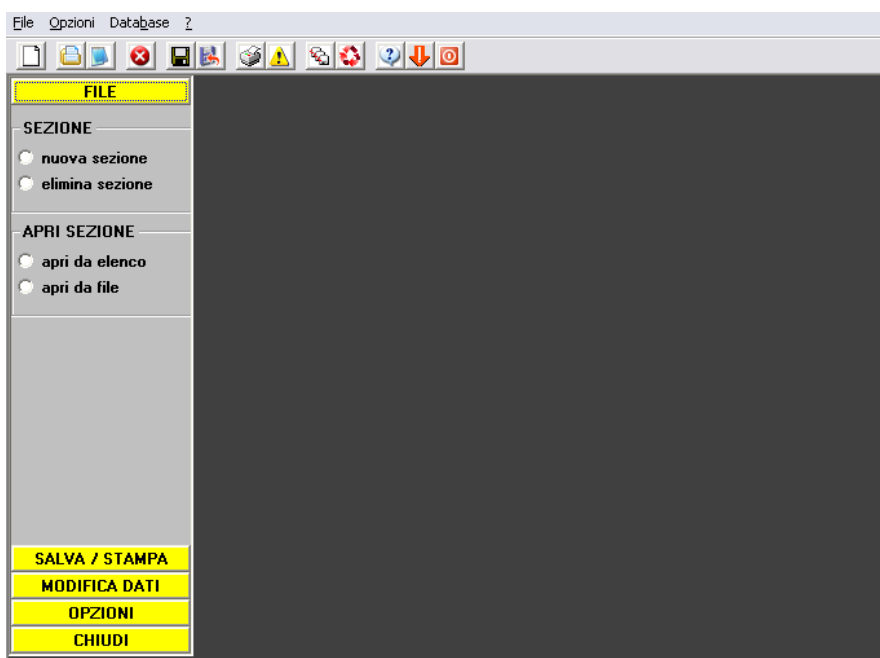 File Opzioni Database ?
FILE
SEZIONE
nuova sezione
elimina sezione
APRI SEZIONE
apri da elenco
apri da file
SALVA / STAMPA
MODIFICA DATI
OPZIONI
CHIUDI